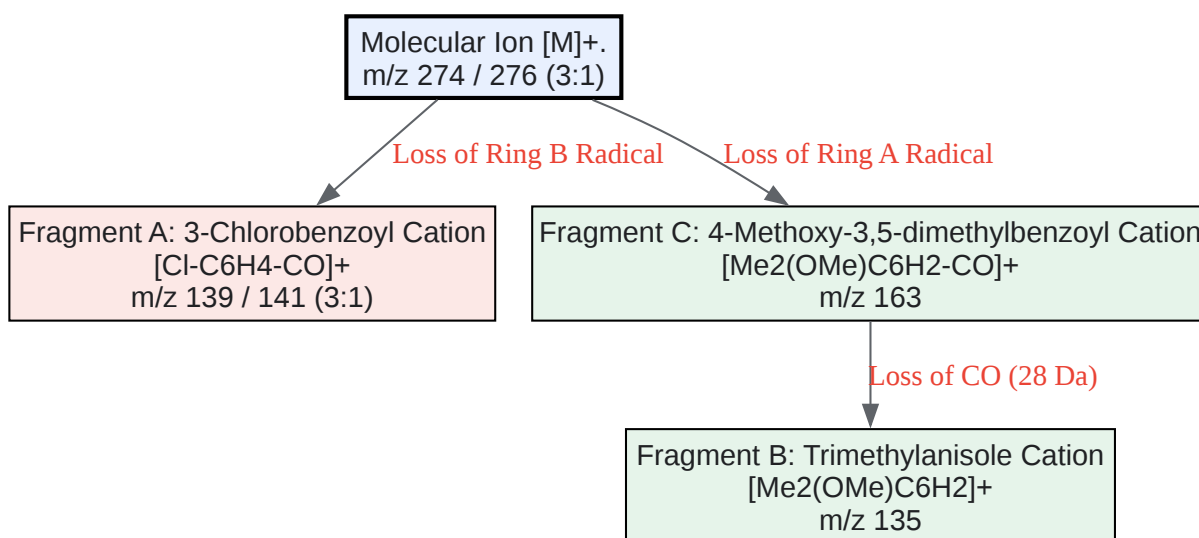 Molecular Ion [M]+.
m/z 274 / 276 (3:1)
Loss of Ring B Radical
Loss of Ring A Radical
Fragment A: 3-Chlorobenzoyl Cation
[Cl-C6H4-CO]+
m/z 139 / 141 (3:1)
Fragment C: 4-Methoxy-3,5-dimethylbenzoyl Cation
[Me2(OMe)C6H2-CO]+
m/z 163
Loss of CO (28 Da)
Fragment B: Trimethylanisole Cation
[Me2(OMe)C6H2]+
m/z 135